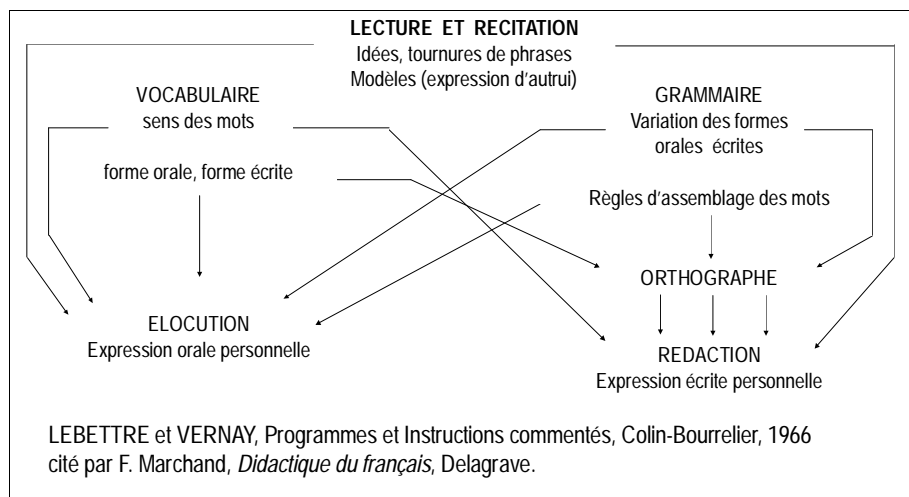 LECTURE ET RECITATION
Idées, tournures de phrases
Modèles (expression d'autrui)
VOCABULAIRE
sens des mots
forme orale, forme écrite
GRAMMAIRE
Variation des formes
orales écrites
Règles d'assemblage des mots
ORTHOGRAPHE
ELOCUTION
Expression orale personnelle
REDACTION
Expression écrite personnelle
LEBETTRE et VERNAY, Programmes et Instructions commentés, Colin-Bourrelier, 1966
cité par F. Marchand, Didactique du français, Delagrave.